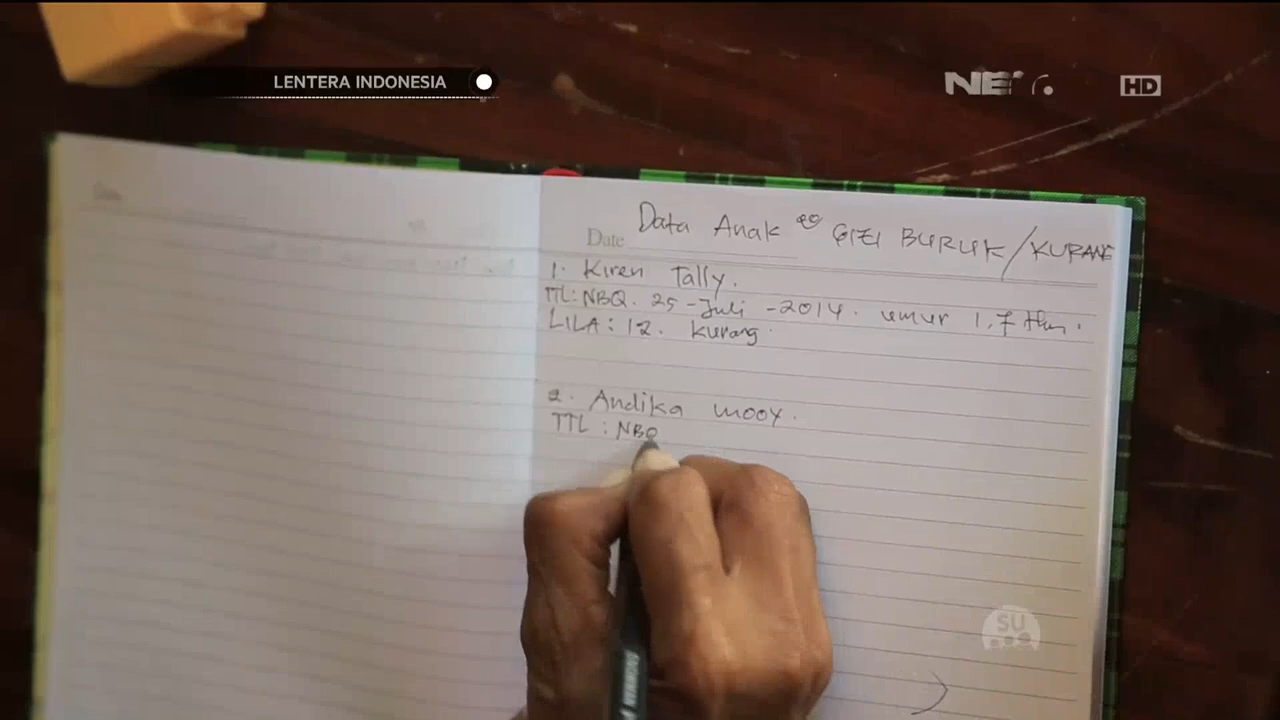 LENTERA INDONESIA
HD
Date
Data Anak GIZI BURUK/KURANG
1. Kiren Tally.
TTL: NBQ. 25-Juli-2014. umur 1,7 thn.
LILA: 12. kurang
2. Andika mooy.
TTL : NBQ
SU